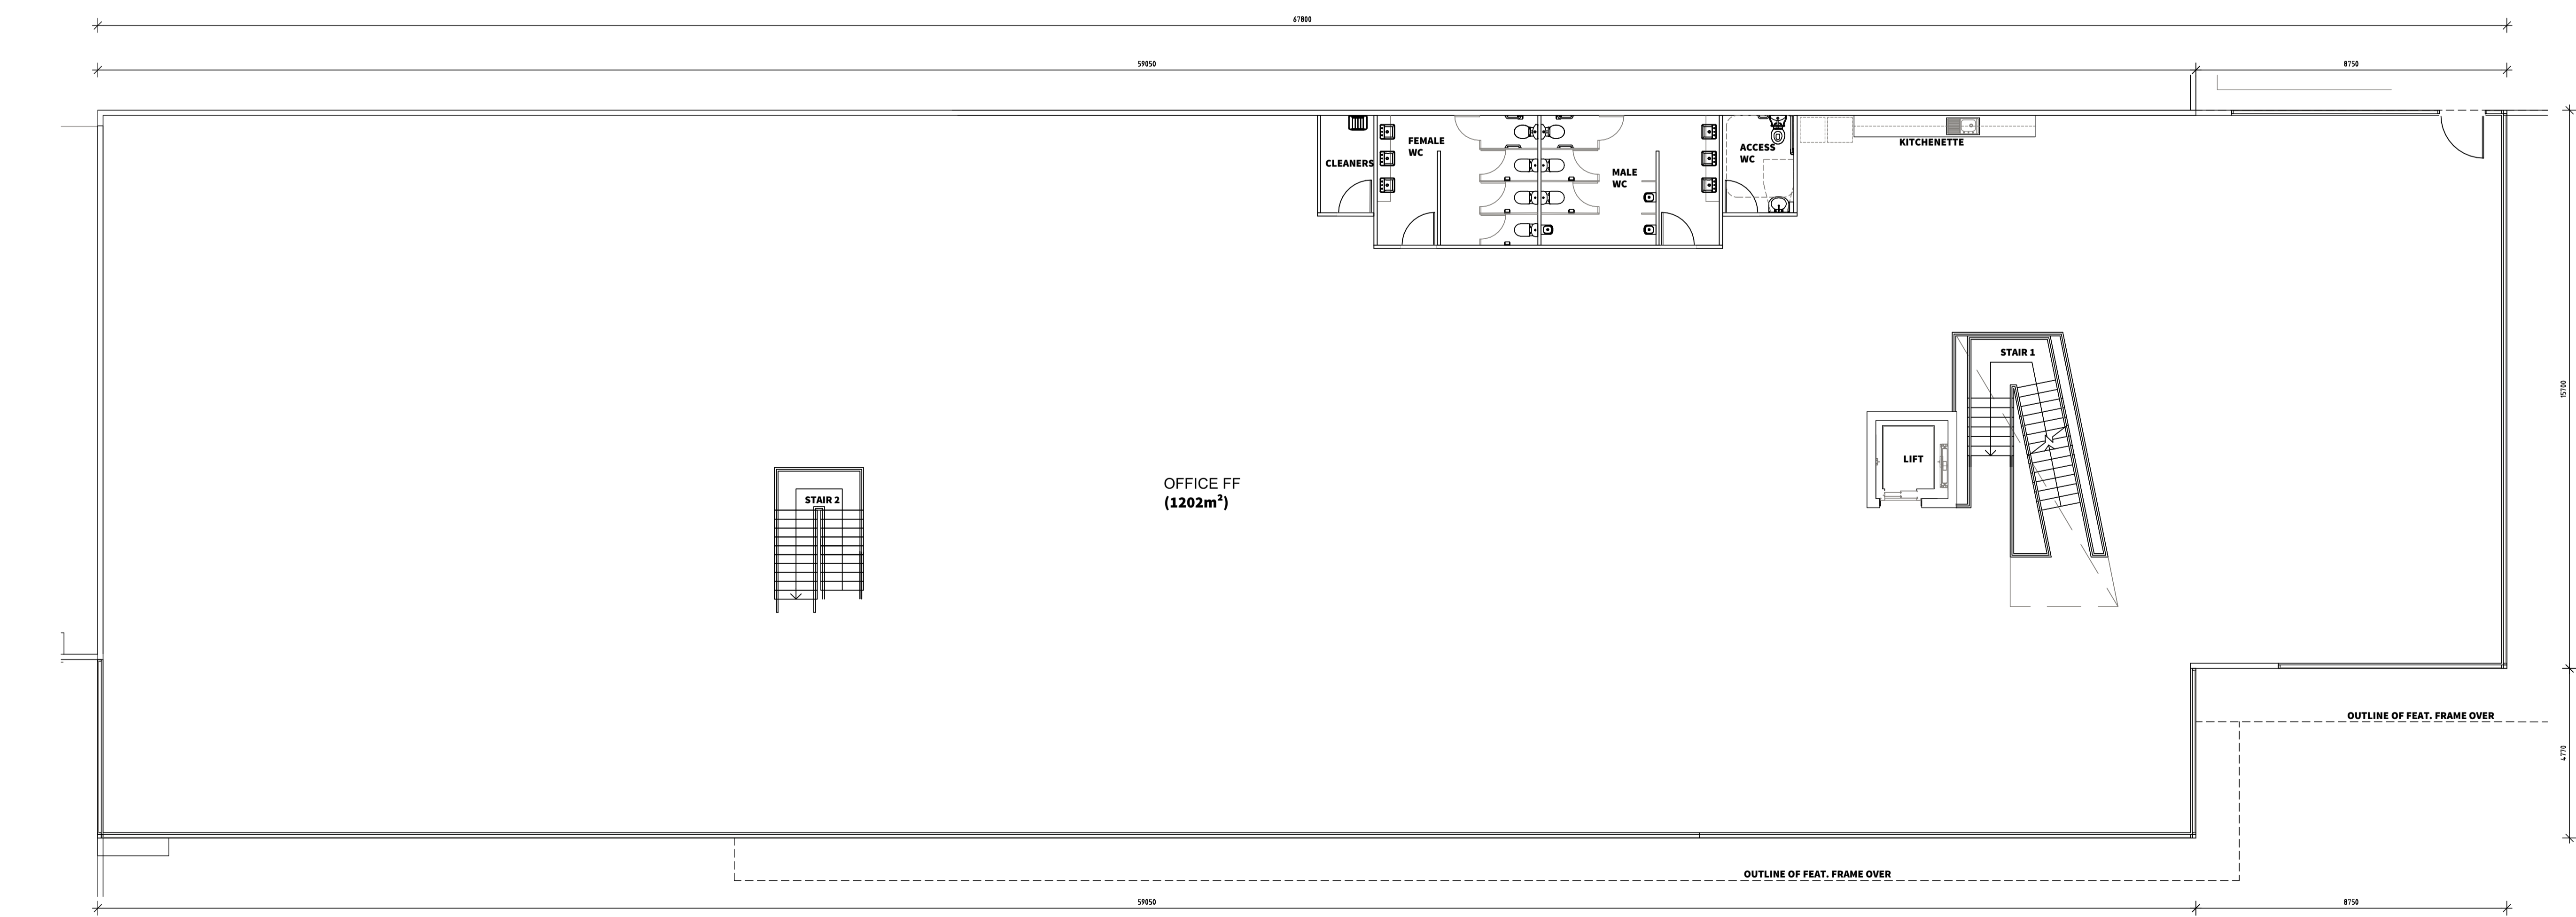 67800
59050
8750
FEMALE
WC
CLEANERS
MALE
WC
ACCESS
WC
KITCHENETTE
STAIR 1
15700
LIFT
OFFICE FF
(1202m²)
STAIR 2
OUTLINE OF FEAT. FRAME OVER
4770
OUTLINE OF FEAT. FRAME OVER
59050
8750